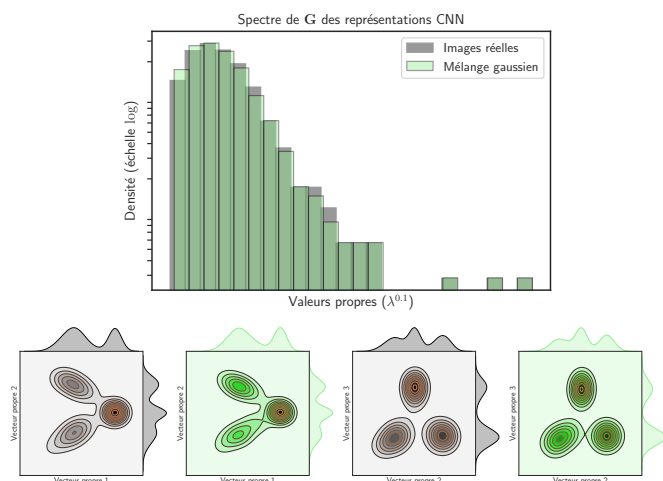 Spectre de G des représentations CNN
Images réelles
Mélange gaussien
Densité (échelle log)
Valeurs propres (λ^0.1)
Vecteur propre 2
Vecteur propre 1
Vecteur propre 2
Vecteur propre 1
Vecteur propre 3
Vecteur propre 2
Vecteur propre 3
Vecteur propre 2